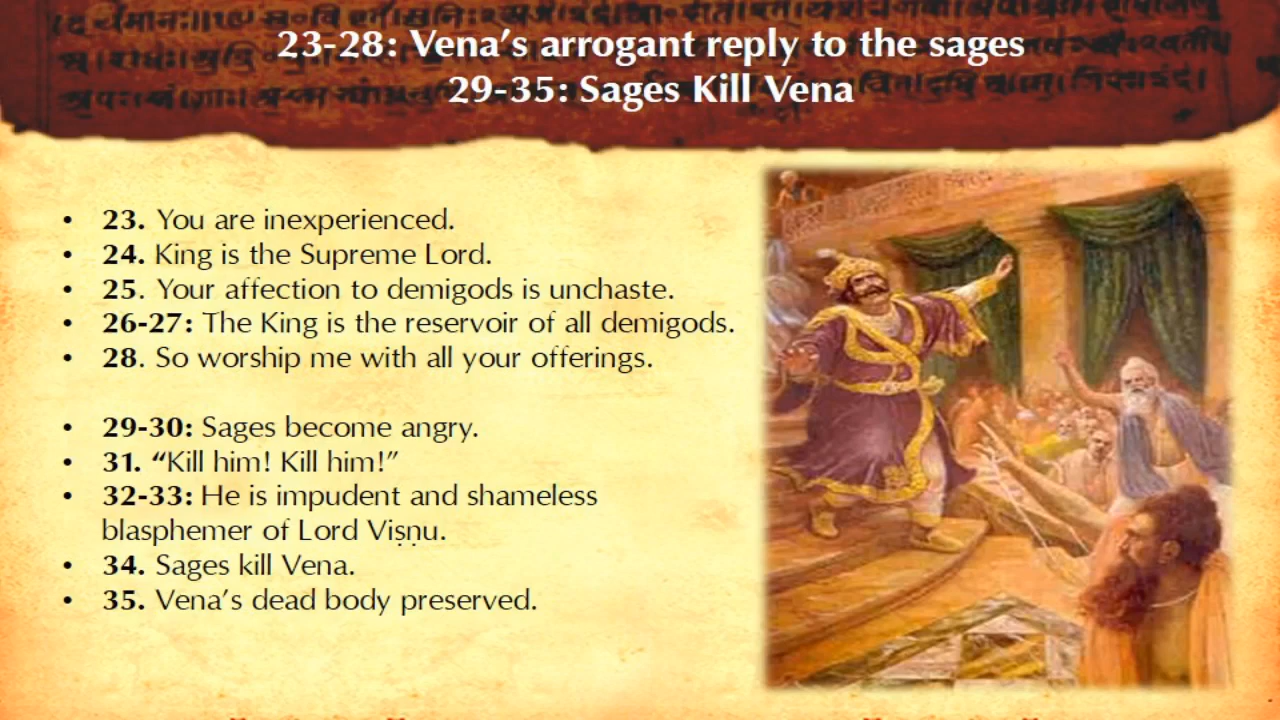 23-28: Vena’s arrogant reply to the sages
29-35: Sages Kill Vena
• 23. You are inexperienced.
• 24. King is the Supreme Lord.
• 25. Your affection to demigods is unchaste.
• 26-27: The King is the reservoir of all demigods.
• 28. So worship me with all your offerings.
• 29-30: Sages become angry.
• 31. “Kill him! Kill him!”
• 32-33: He is impudent and shameless
blasphemer of Lord Viṣṇu.
• 34. Sages kill Vena.
• 35. Vena’s dead body preserved.